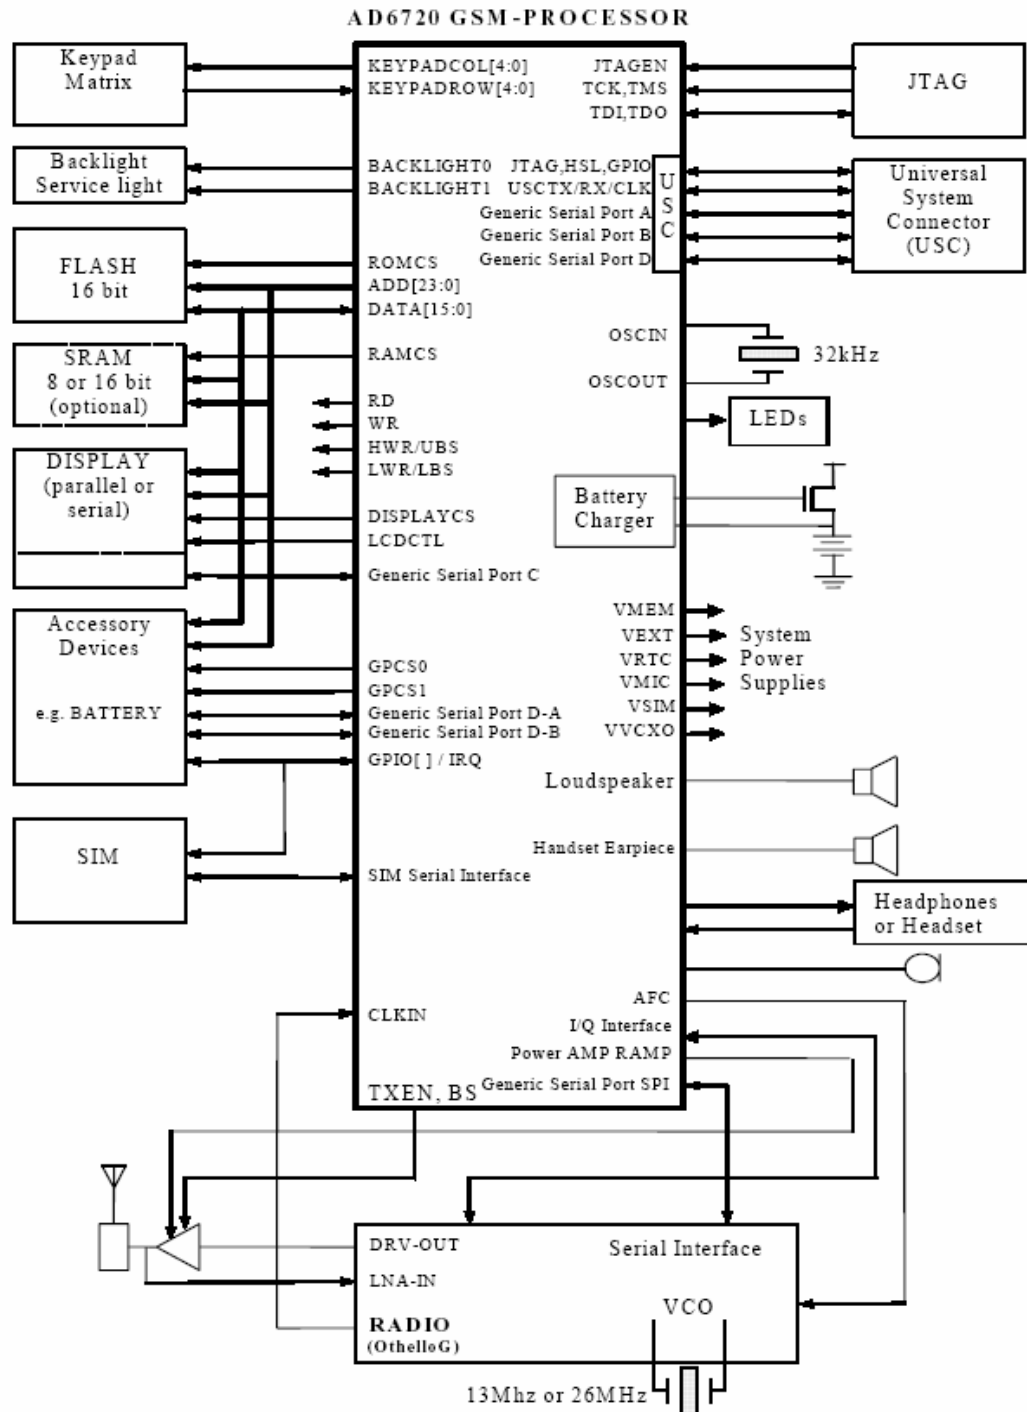 AD6720 GSM-PROCESSOR
Keypad
Matrix
KEYPADCOL[4:0]
KEYPADROW[4:0]
JTAGEN
TCK,TMS
TDI,TDO
JTAG
Backlight
Service light
BACKLIGHT0
BACKLIGHT1
JTAG,HSL,GPIO
USCTX/RX/CLK
Generic Serial Port A
Generic Serial Port B
Generic Serial Port D
U
S
C
Universal
System
Connector
(USC)
FLASH
16 bit
ROMCS
ADD[23:0]
DATA[15:0]
SRAM
8 or 16 bit
(optional)
RAMCS
OSCIN
OSCOUT
32kHz
RD
WR
HWR/UBS
LWR/LBS
LEDs
DISPLAY
(parallel or
serial)
DISPLAYCS
LCDCTL
Generic Serial Port C
Battery
Charger
Accessory
Devices
e.g. BATTERY
GPCS0
GPCS1
Generic Serial Port D-A
Generic Serial Port D-B
GPIO[ ] / IRQ
VMEM
VEXT
VRTC
VMIC
VSIM
VVCXO
System
Power
Supplies
Loudspeaker
SIM
SIM Serial Interface
Handset Earpiece
Headphones
or Headset
CLKIN
AFC
I/Q Interface
Power AMP RAMP
Generic Serial Port SPI
TXEN, BS
DRV-OUT
LNA-IN
RADIO
(OthelloG)
Serial Interface
VCO
13Mhz or 26MHz